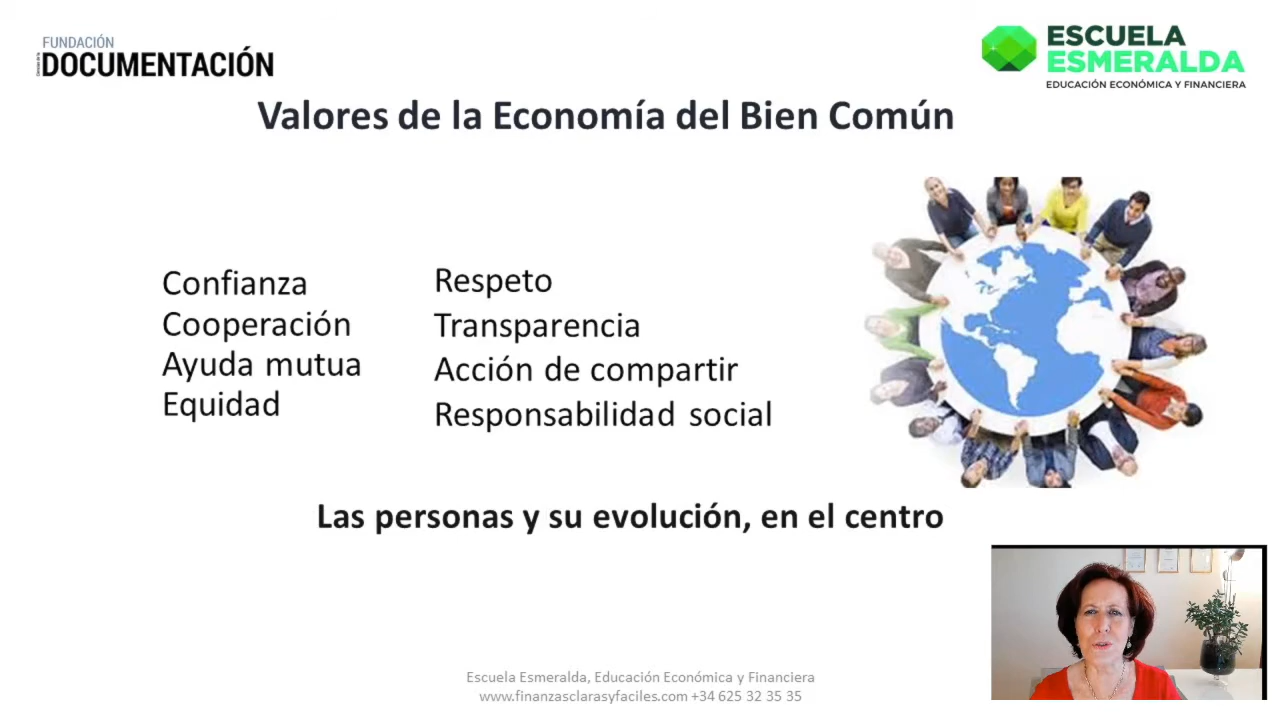 FUNDACIÓN
DOCUMENTACIÓN
ESCUELA
ESMERALDA
EDUCACIÓN ECONÓMICA Y FINANCIERA
Valores de la Economía del Bien Común
Confianza
Cooperación
Ayuda mutua
Equidad
Respeto
Transparencia
Acción de compartir
Responsabilidad social
Las personas y su evolución, en el centro
Escuela Esmeralda, Educación Económica y Financiera
www.finanzasclarasyfaciles.com +34 625 32 35 35